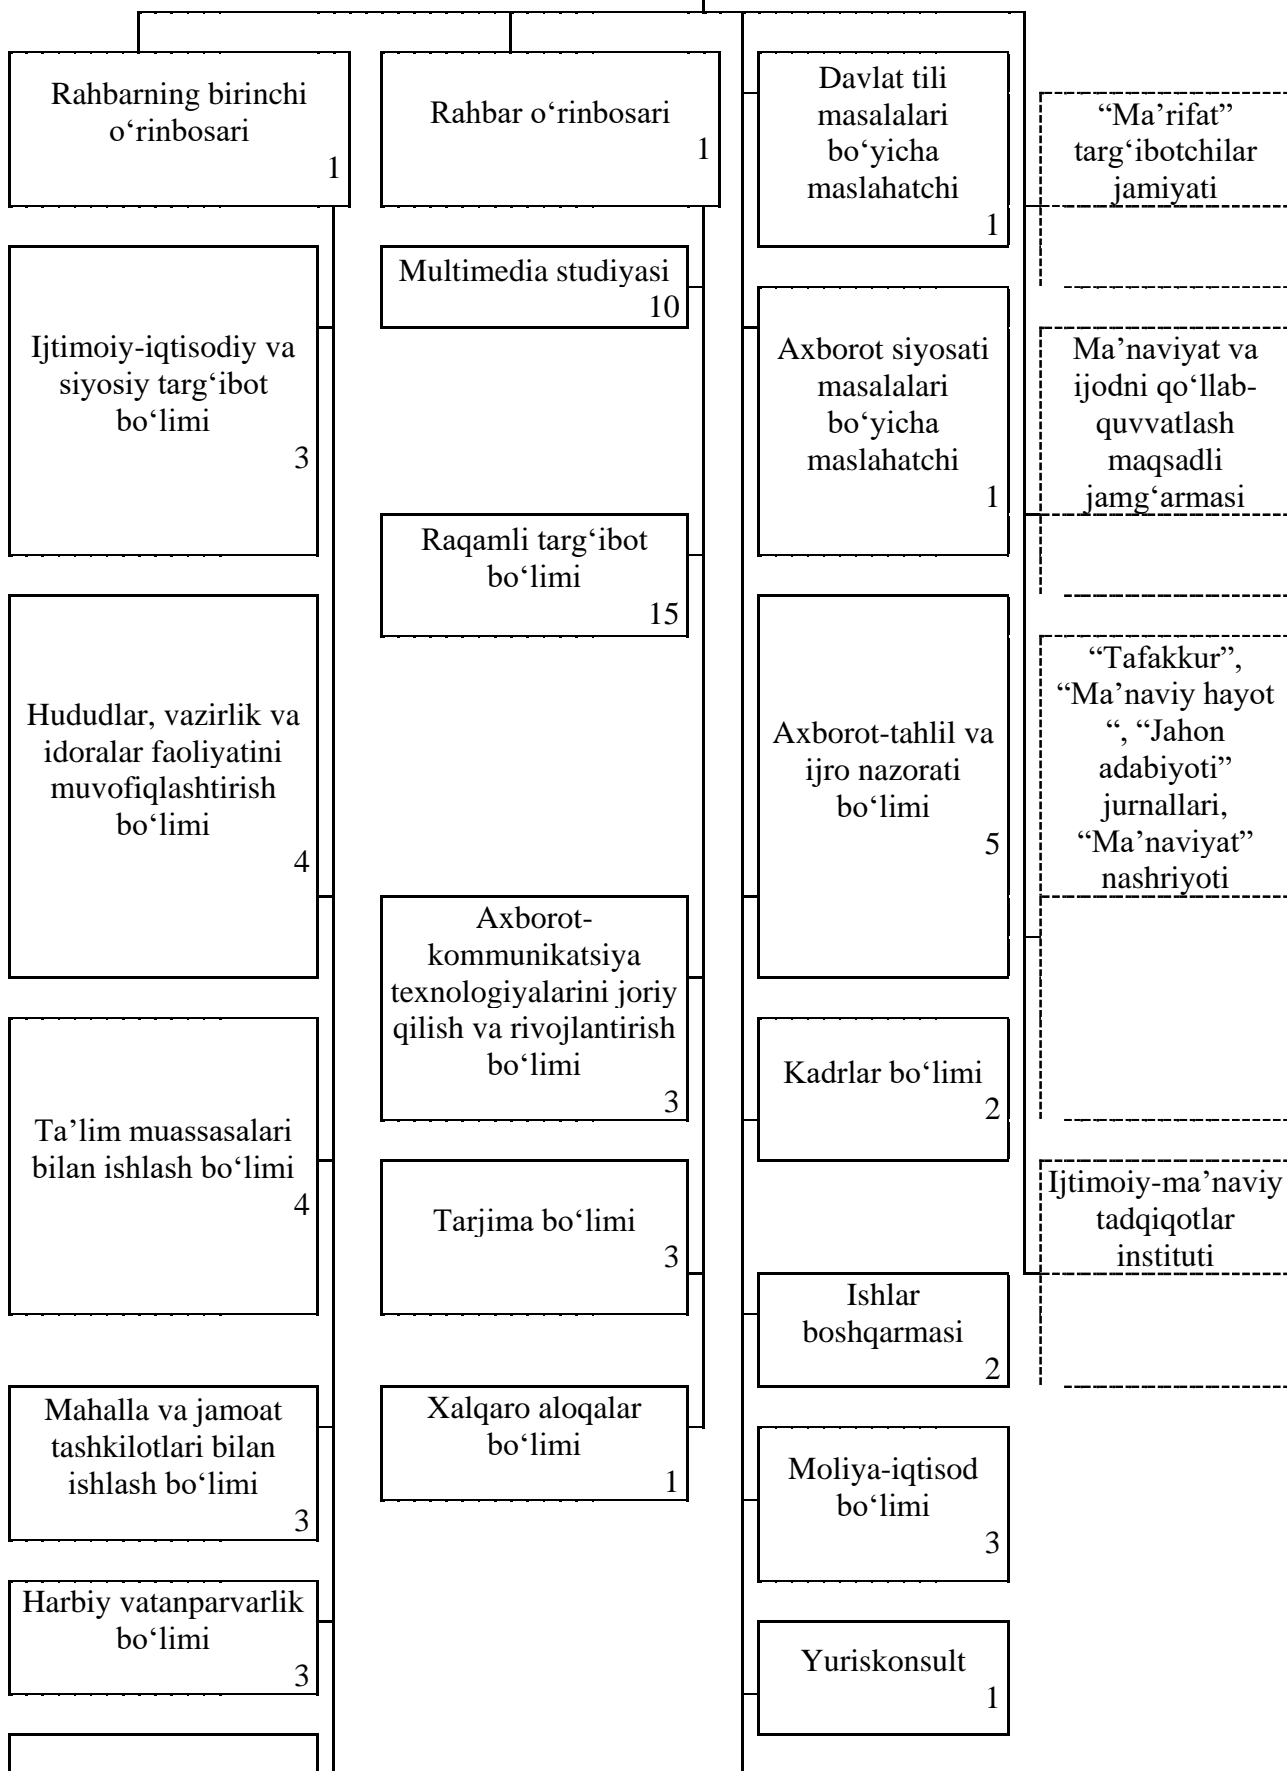 Rahbarning birinchi
o‘rinbosari
1
Ijtimoiy-iqtisodiy va
siyosiy targ‘ibot
bo‘limi
3
Hududlar, vazirlik va
idoralar faoliyatini
muvofiqlashtirish
bo‘limi
4
Ta’lim muassasalari
bilan ishlash bo‘limi
4
Mahalla va jamoat
tashkilotlari bilan
ishlash bo‘limi
3
Harbiy vatanparvarlik
bo‘limi
3
Rahbar o‘rinbosari
1
Multimedia studiyasi
10
Raqamli targ‘ibot
bo‘limi
15
Axborot-
kommunikatsiya
texnologiyalarini joriy
qilish va rivojlantirish
bo‘limi
3
Tarjima bo‘limi
3
Xalqaro aloqalar
bo‘limi
1
Davlat tili
masalalari
bo‘yicha
maslahatchi
1
Axborot siyosati
masalalari
bo‘yicha
maslahatchi
1
Axborot-tahlil va
ijro nazorati
bo‘limi
5
Kadrlar bo‘limi
2
Ishlar
boshqarmasi
2
Moliya-iqtisod
bo‘limi
3
Yuriskonsult
1
“Ma’rifat”
targ‘ibotchilar
jamiyati
Ma’naviyat va
ijodni qo‘llab-
quvvatlash
maqsadli
jamg‘armasi
“Tafakkur”,
“Ma’naviy hayot
“, “Jahon
adabiyoti”
jurnallari,
“Ma’naviyat”
nashriyoti
Ijtimoiy-ma’naviy
tadqiqotlar
instituti